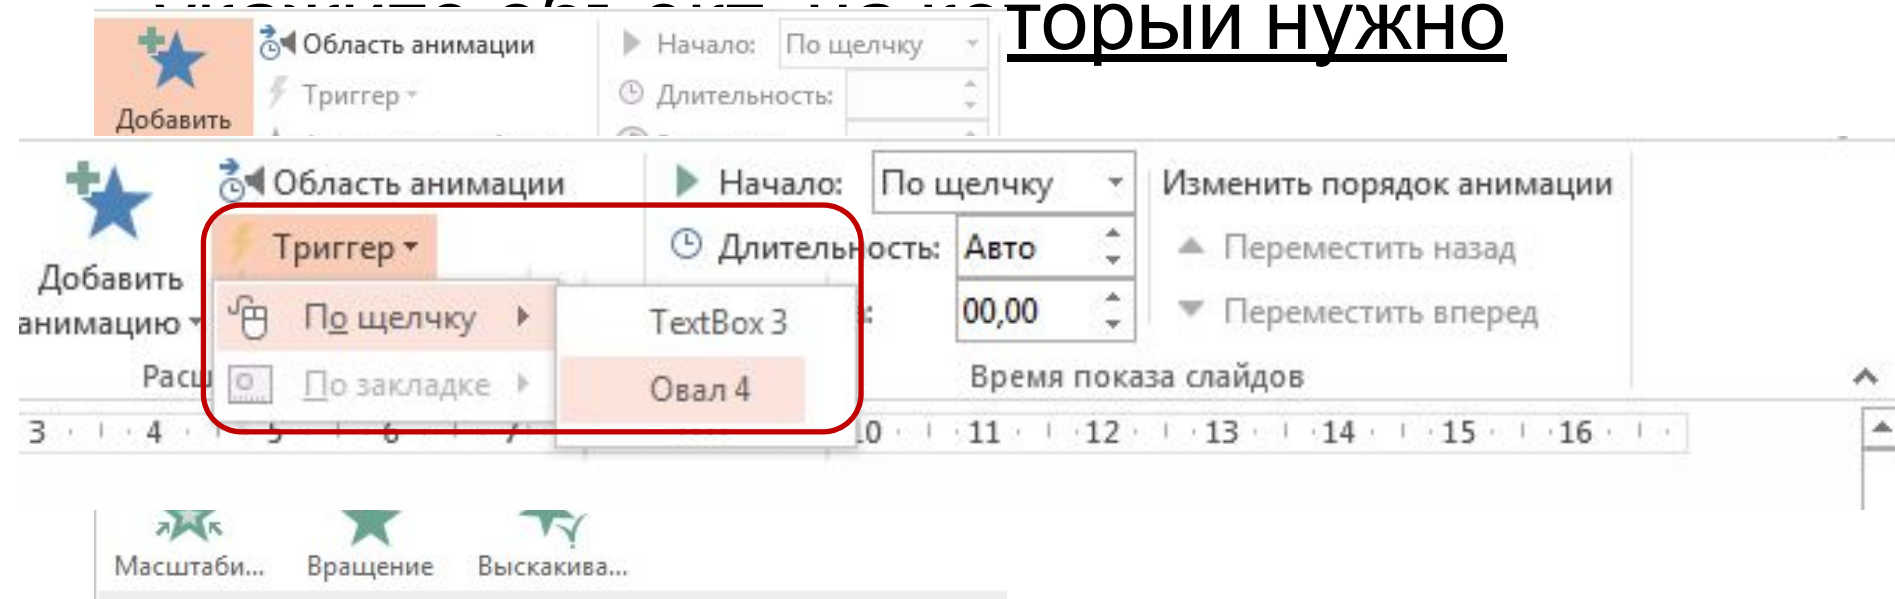 торый нужно
Область анимации
Начало: По щелчку
Триггер
Длительность:
Добавить
Область анимации
Начало: По щелчку
Изменить порядок анимации
Триггер
Длительность: Авто
Переместить назад
Добавить
анимацию
По щелчку
TextBox 3
00,00
Переместить вперед
По закладке
Овал 4
Время показа слайдов
3 4 5 6 7 10 11 12 13 14 15 16
Масштаби... Вращение Выскакива...